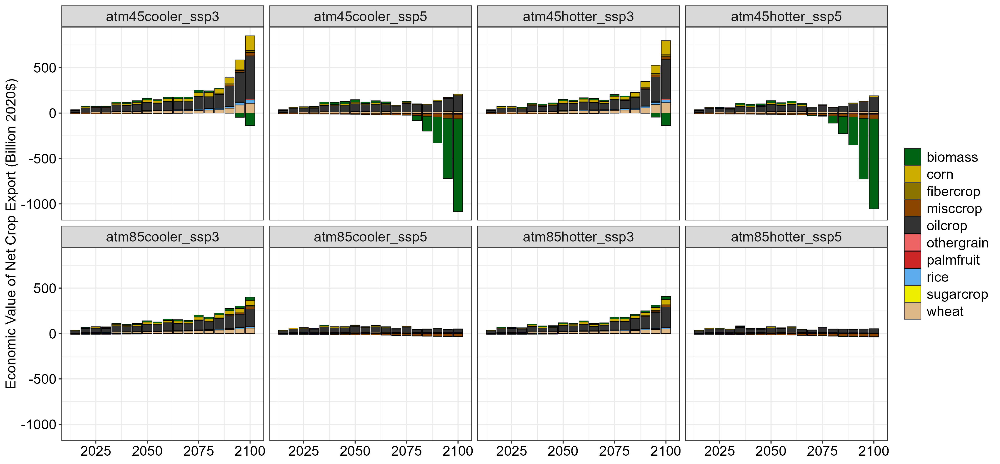 atm45cooler_ssp3
atm45cooler_ssp5
atm45hotter_ssp3
atm45hotter_ssp5
Economic Value of Net Crop Export (Billion 2020$)
500
0
-500
-1000
atm85cooler_ssp3
atm85cooler_ssp5
atm85hotter_ssp3
atm85hotter_ssp5
500
0
-500
-1000
2025 2050 2075 2100
2025 2050 2075 2100
2025 2050 2075 2100
2025 2050 2075 2100
biomass
corn
fibercrop
misccrop
oilcrop
othergrain
palmfruit
rice
sugarcrop
wheat